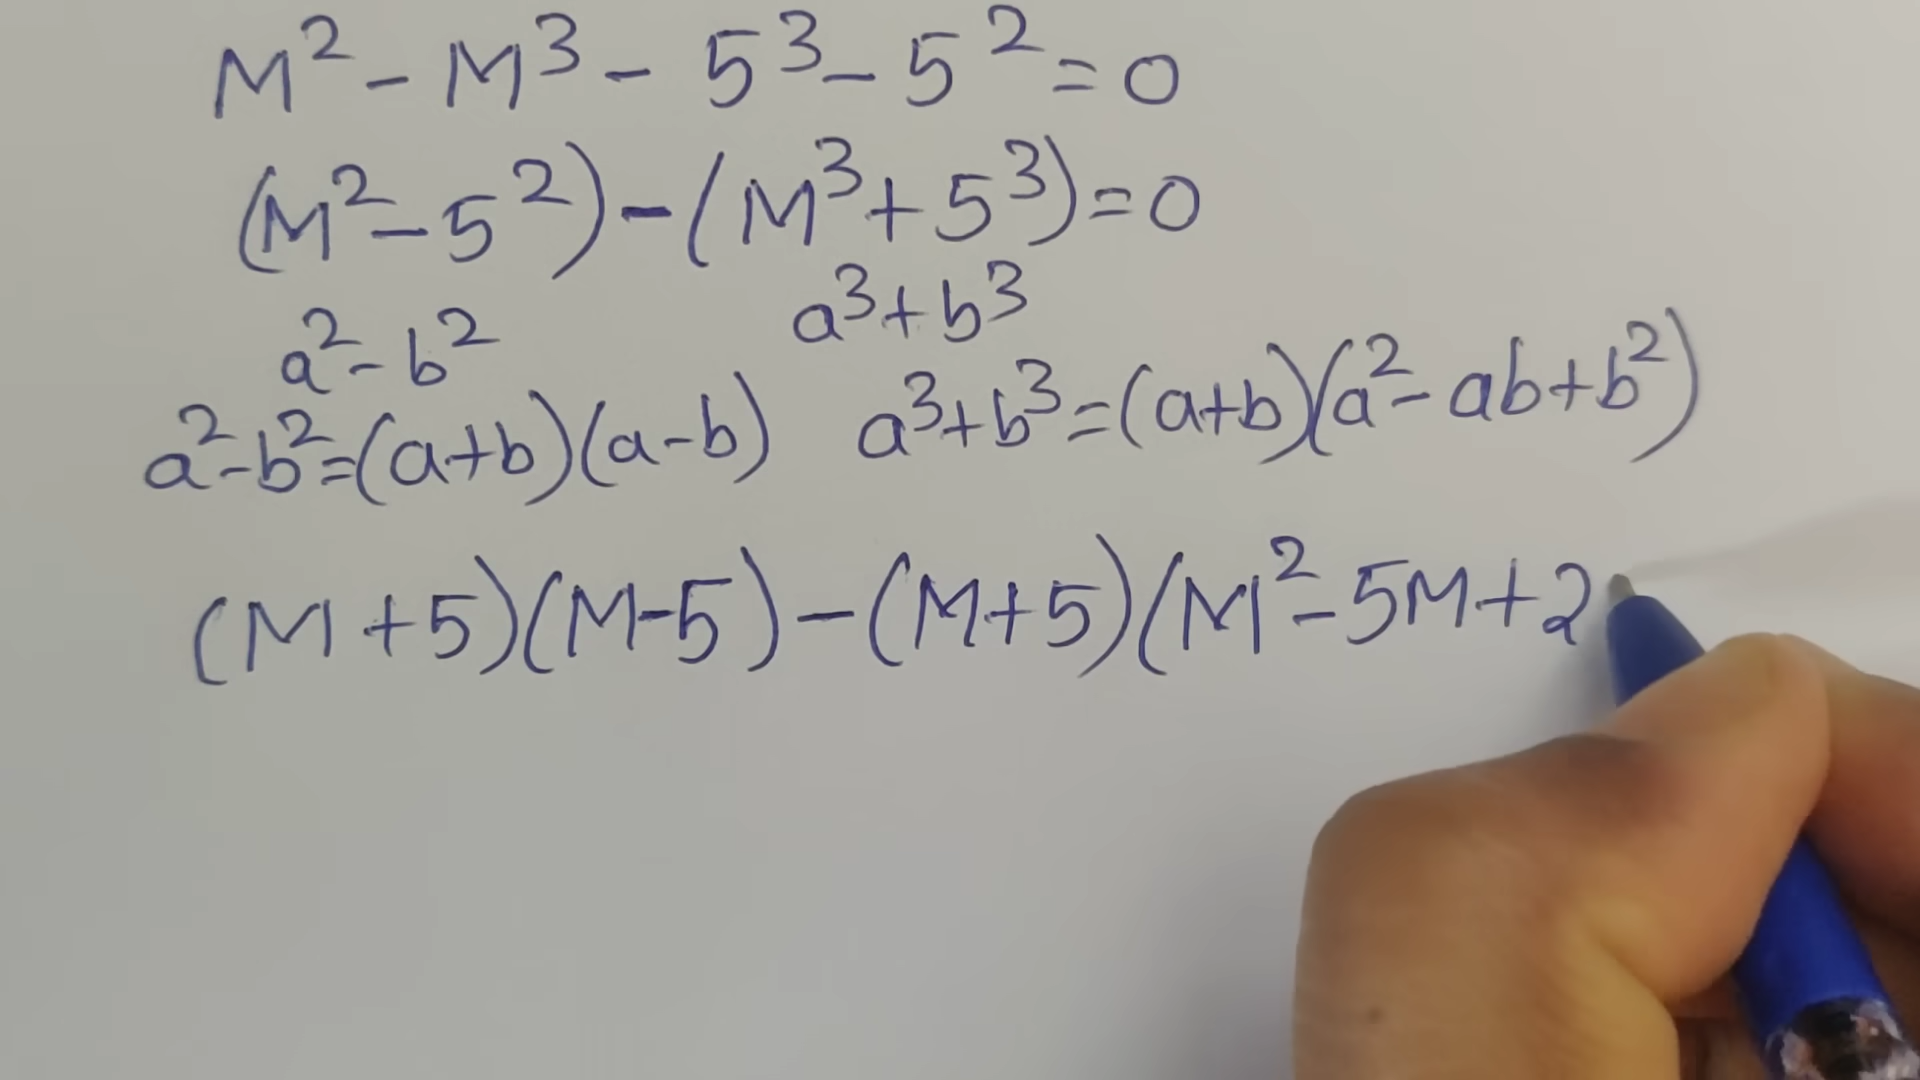 M² - M³ - 5³ - 5² = 0
(M² - 5²) - (M³ + 5³) = 0
a² - b² a³ + b³
a² - b² = (a+b)(a-b) a³ + b³ = (a+b)(a² - ab + b²)
(M + 5)(M - 5) - (M + 5)(M² - 5M + 2